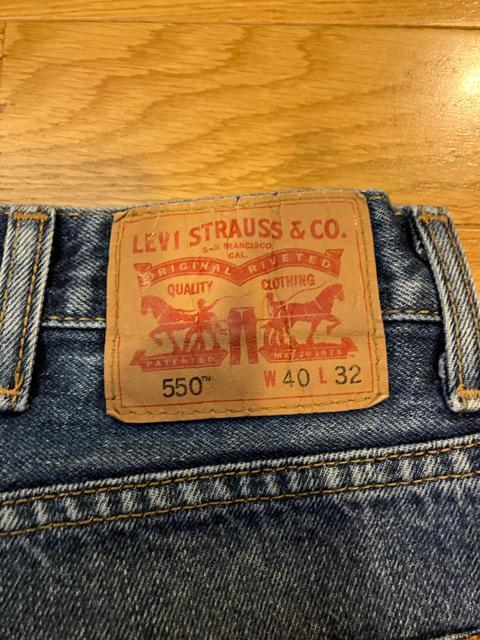 LEVI STRAUSS & CO.
SAN FRANCISCO,
CAL.
ORIGINAL RIVETED
QUALITY CLOTHING
PATENTED MAY 20 1873
550™ W 40 L 32